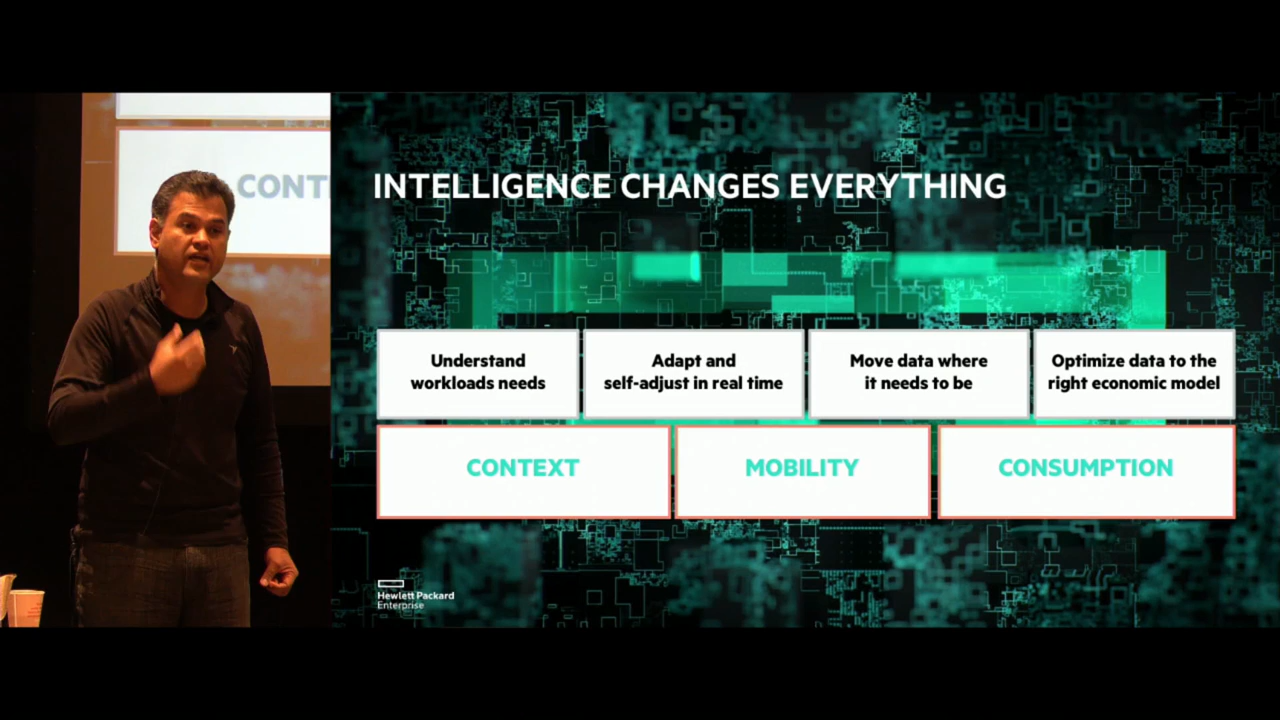 CONT
INTELLIGENCE CHANGES EVERYTHING
Understand
workloads needs
Adapt and
self-adjust in real time
Move data where
it needs to be
Optimize data to the
right economic model
CONTEXT
MOBILITY
CONSUMPTION
Hewlett Packard
Enterprise